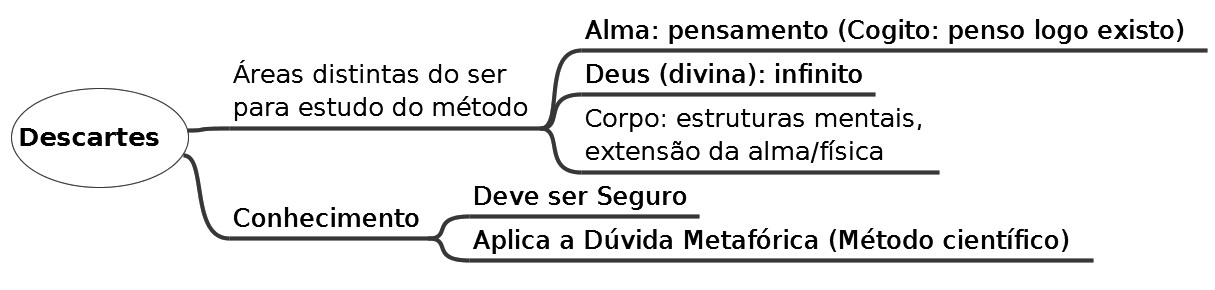 Descartes
Áreas distintas do ser
para estudo do método
Alma: pensamento (Cogito: penso logo existo)
Deus (divina): infinito
Corpo: estruturas mentais,
extensão da alma/física
Conhecimento
Deve ser Seguro
Aplica a Dúvida Metafórica (Método científico)